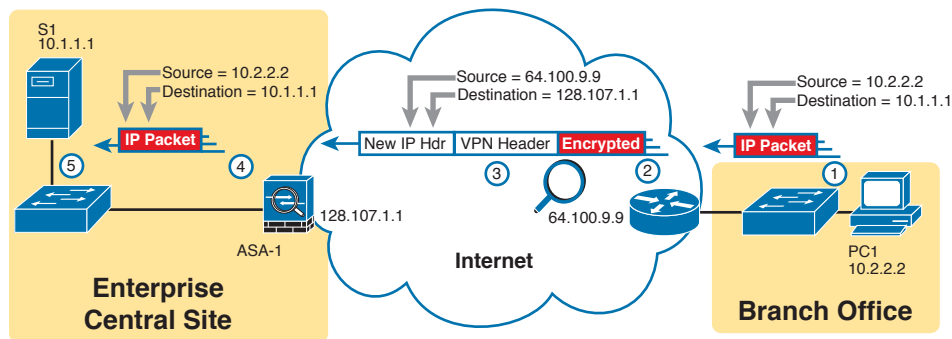 S1
10.1.1.1
Source = 10.2.2.2
Destination = 10.1.1.1
IP Packet
5
4
ASA-1
128.107.1.1
Enterprise
Central Site
Source = 64.100.9.9
Destination = 128.107.1.1
New IP Hdr
VPN Header
Encrypted
3
2
64.100.9.9
Internet
Source = 10.2.2.2
Destination = 10.1.1.1
IP Packet
1
PC1
10.2.2.2
Branch Office